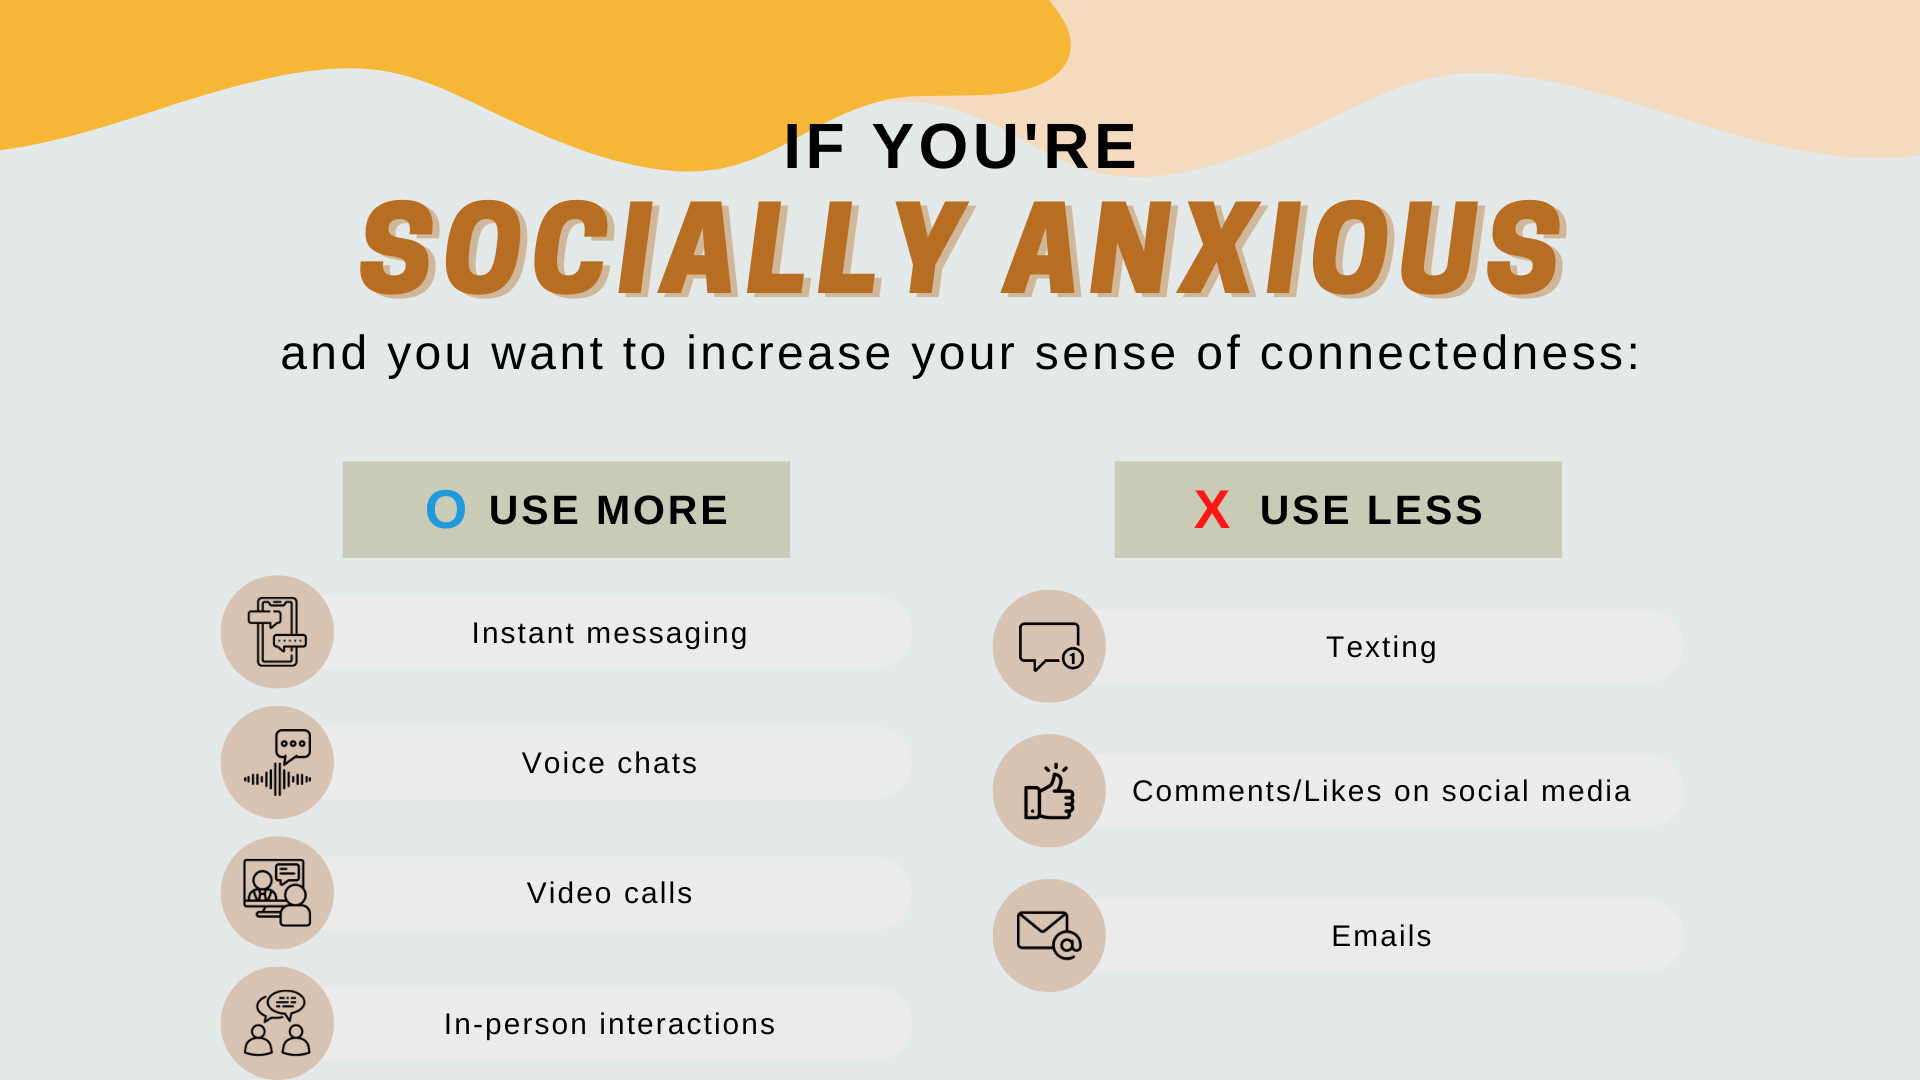 IF YOU'RE
SOCIALLY ANXIOUS
and you want to increase your sense of connectedness:
O USE MORE
Instant messaging
Voice chats
Video calls
In-person interactions
X USE LESS
1
Texting
Comments/Likes on social media
@
Emails